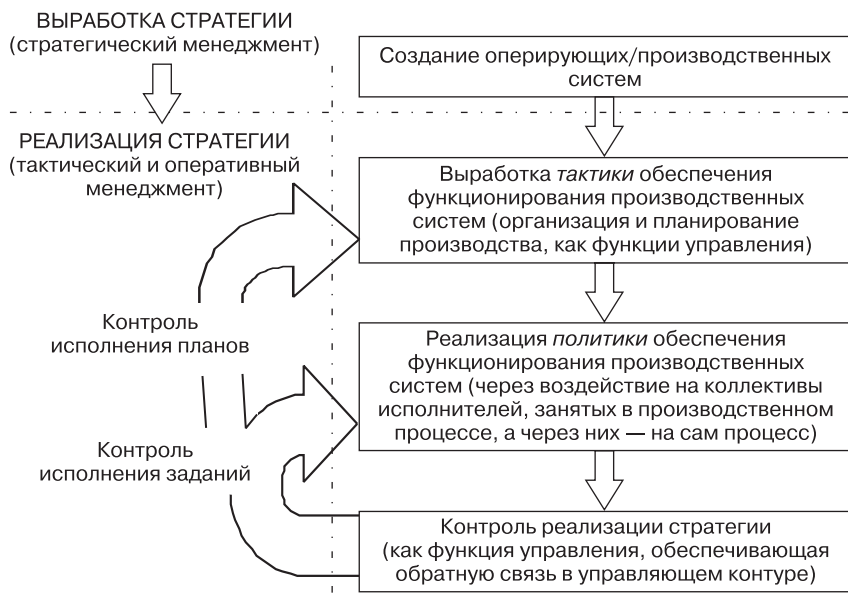 ВЫРАБОТКА СТРАТЕГИИ
(стратегический менеджмент)
Создание оперирующих/производственных
систем
РЕАЛИЗАЦИЯ СТРАТЕГИИ
(тактический и оперативный
менеджмент)
Выработка тактики обеспечения
функционирования производственных
систем (организация и планирование
производства, как функции управления)
Контроль
исполнения планов
Реализация политики обеспечения
функционирования производственных
систем (через воздействие на коллективы
исполнителей, занятых в производственном
процессе, а через них — на сам процесс)
Контроль
исполнения заданий
Контроль реализации стратегии
(как функция управления, обеспечивающая
обратную связь в управляющем контуре)